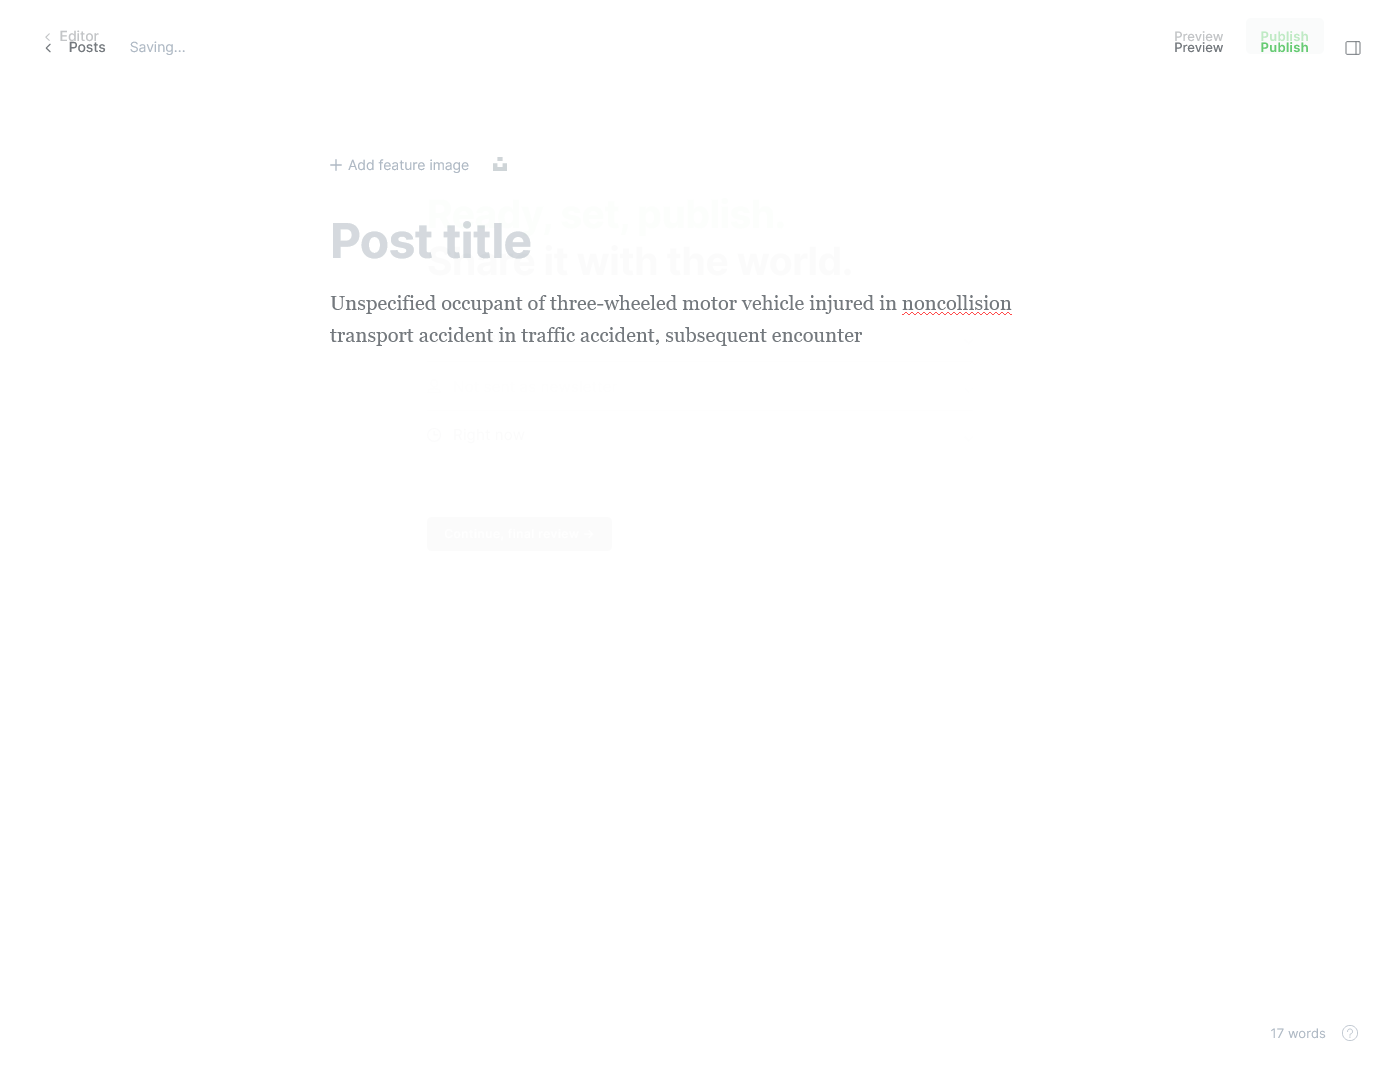 Editor
Posts
Saving...
Preview
Publish
Preview
Publish
Add feature image
Ready, set, publish.
Share it with the world.
Post title
Unspecified occupant of three-wheeled motor vehicle injured in noncollision
transport accident in traffic accident, subsequent encounter
Right now
17 words